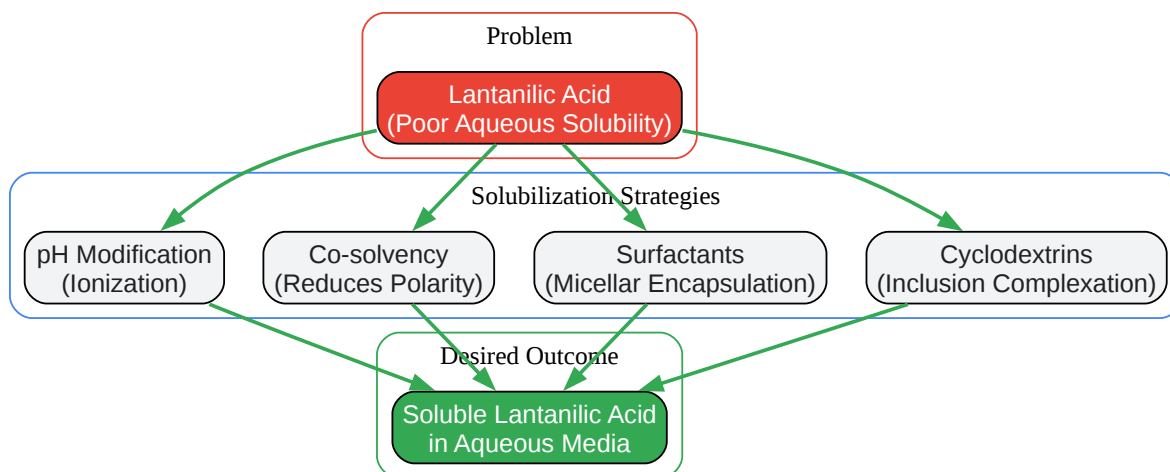 Problem
Lantanilic Acid
(Poor Aqueous Solubility)
Solubilization Strategies
pH Modification
(Ionization)
Co-solvency
(Reduces Polarity)
Surfactants
(Micellar Encapsulation)
Cyclodextrins
(Inclusion Complexation)
Desired Outcome
Soluble Lantanilic Acid
in Aqueous Media